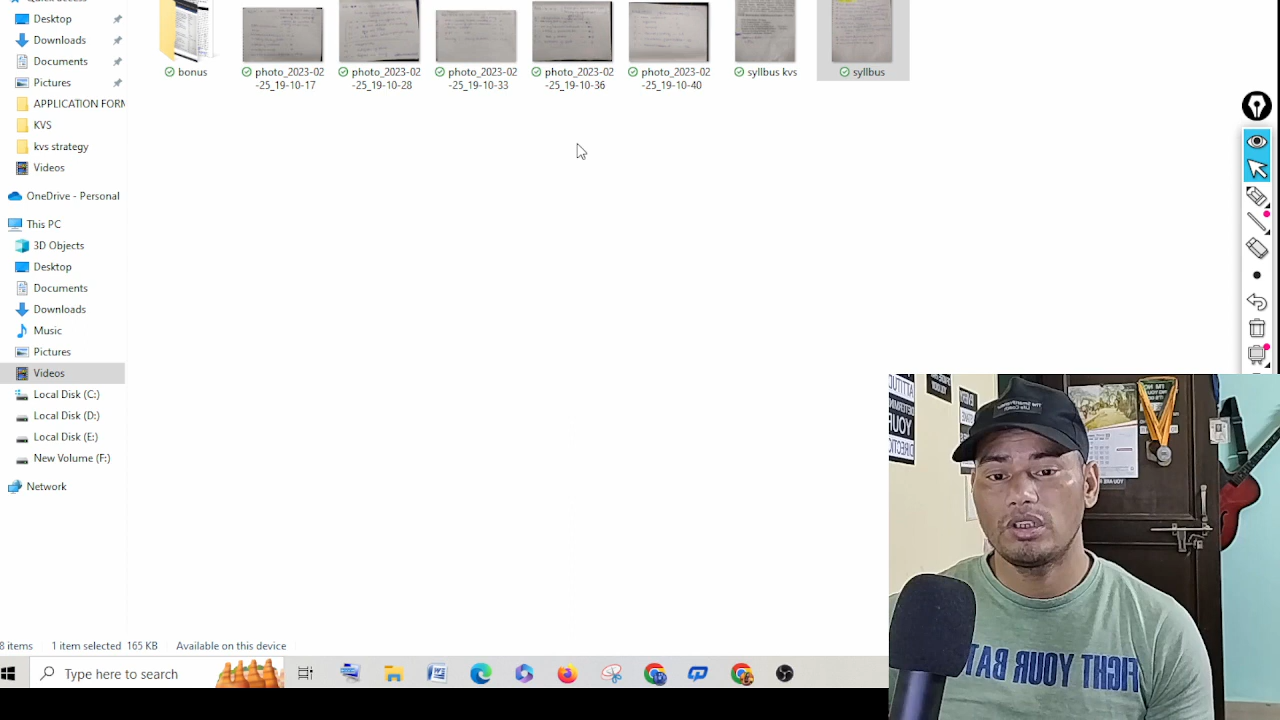 Desktop
Downloads
Documents
Pictures
APPLICATION FORM
KVS
kvs strategy
Videos
OneDrive - Personal
This PC
3D Objects
Desktop
Documents
Downloads
Music
Pictures
Videos
Local Disk (C:)
Local Disk (D:)
Local Disk (E:)
New Volume (F:)
Network
bonus
photo_2023-02
-25_19-10-17
photo_2023-02
-25_19-10-28
photo_2023-02
-25_19-10-33
photo_2023-02
-25_19-10-36
photo_2023-02
-25_19-10-40
syllbus kvs
syllbus
8 items
1 item selected 165 KB
Available on this device
Type here to search
ATTITUDE
DETERMINES
YOUR
DIRECTION
FIGHT YOUR BAT